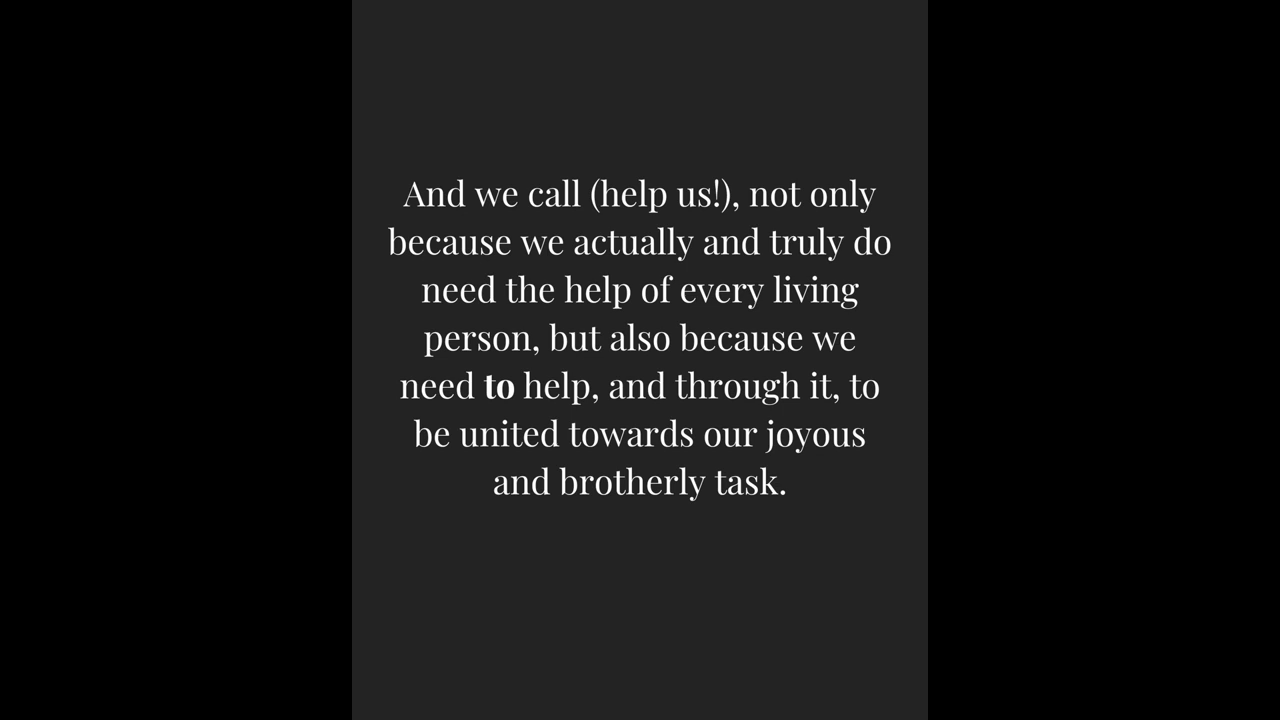 And we call (help us!), not only
because we actually and truly do
need the help of every living
person, but also because we
need to help, and through it, to
be united towards our joyous
and brotherly task.